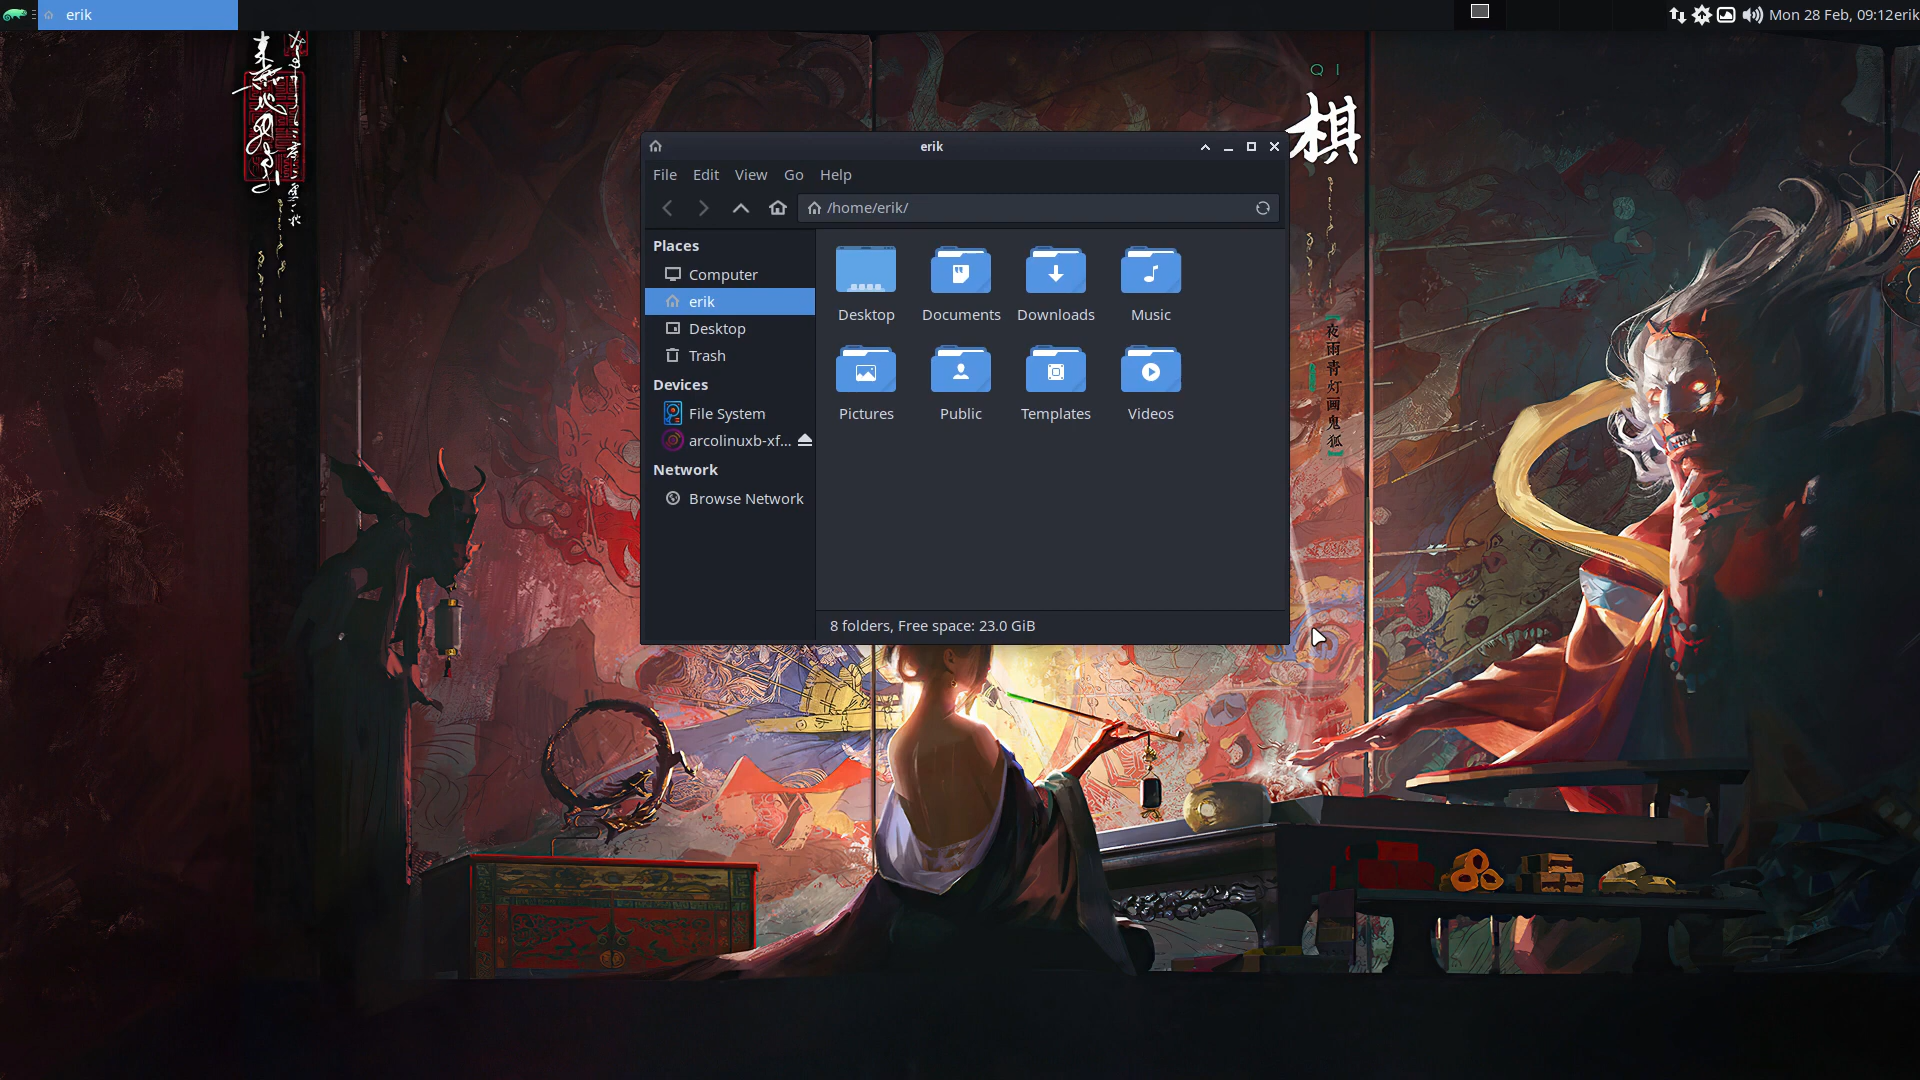 erik
Mon 28 Feb, 09:12
erik
QI
棋
夜雨青灯画鬼狐
erik
File Edit View Go Help
/home/erik/
Places
Computer
erik
Desktop
Trash
Devices
File System
arcolinuxb-xf...
Network
Browse Network
Desktop Documents Downloads Music
Pictures Public Templates Videos
8 folders, Free space: 23.0 GiB